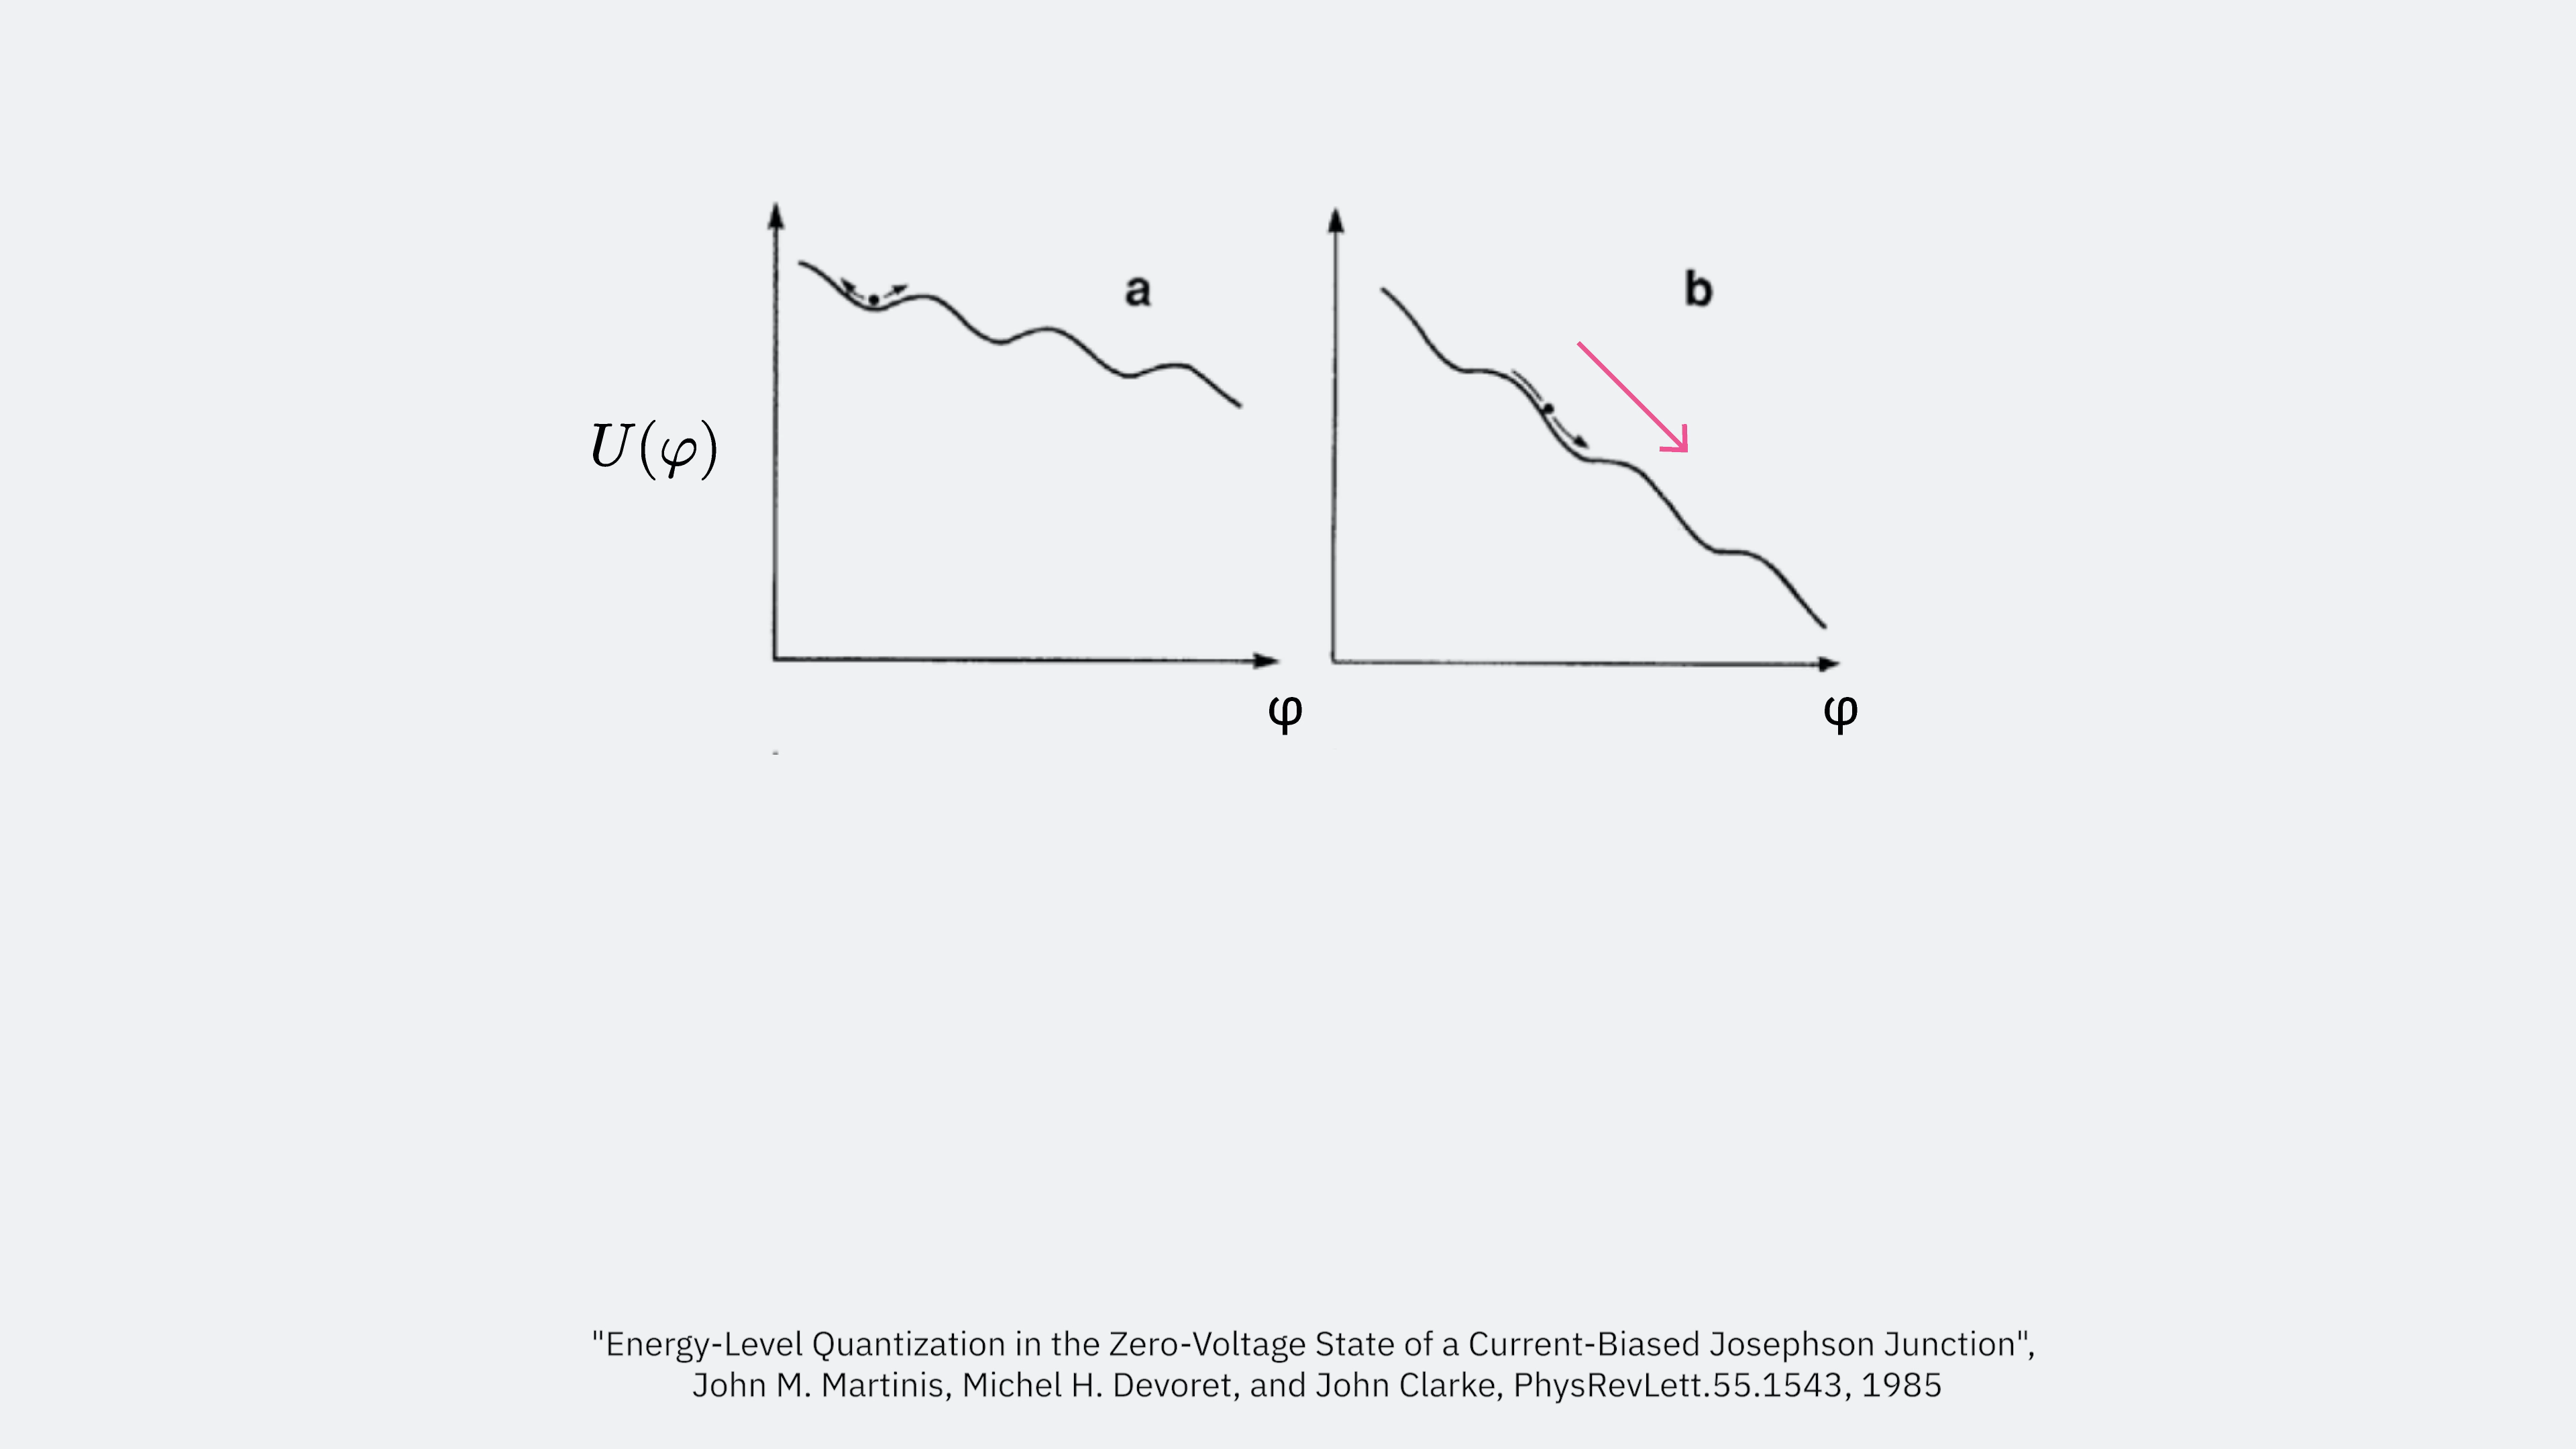 a
b
U(φ)
φ
φ
"Energy-Level Quantization in the Zero-Voltage State of a Current-Biased Josephson Junction",
John M. Martinis, Michel H. Devoret, and John Clarke, PhysRevLett.55.1543, 1985